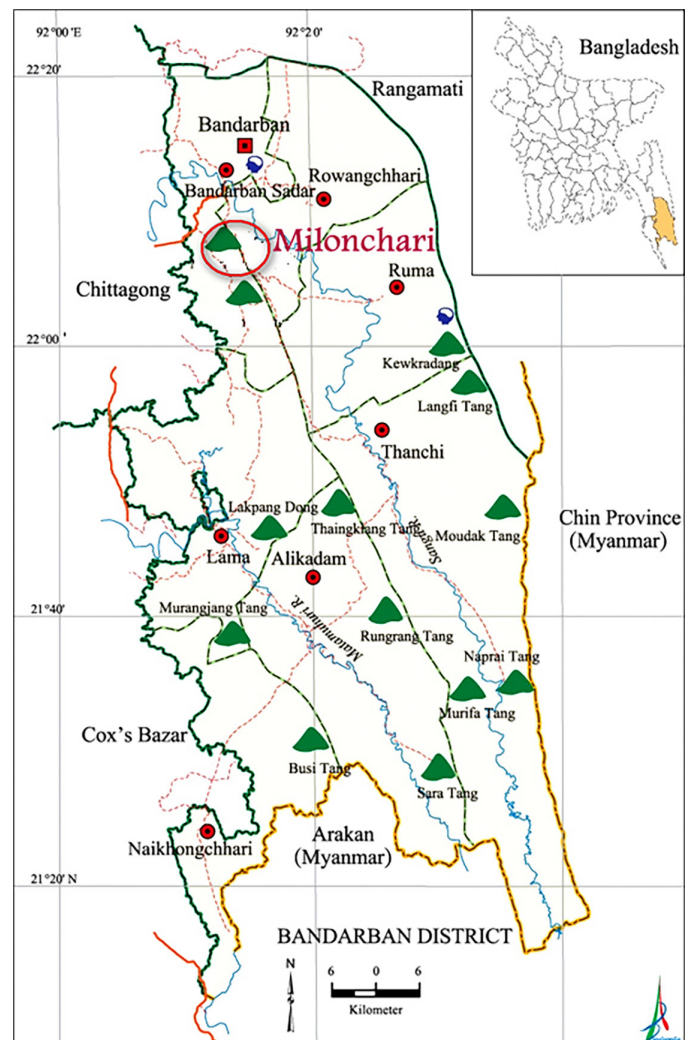 92°00'E
92°20'
Bangladesh
22°20'
Rangamati
Bandarban
Rowangchhari
Bandarban Sadar
Milonchari
Ruma
Chittagong
22°00'
Kewkradang
Langfi Tang
Thanchi
Lakpang Dong
Thaingkiang Tang
Moudak Tang
Chin Province
(Myanmar)
Sangu R.
Lama
Alikadam
Murangjang Tang
21°40'
Matamuhuri R.
Rungrang Tang
Naprai Tang
Murifa Tang
Cox's Bazar
Busi Tang
Sara Tang
Arakan
(Myanmar)
Naikhongchhari
21°20'N
BANDARBAN DISTRICT
N
6 0 6
Kilometer